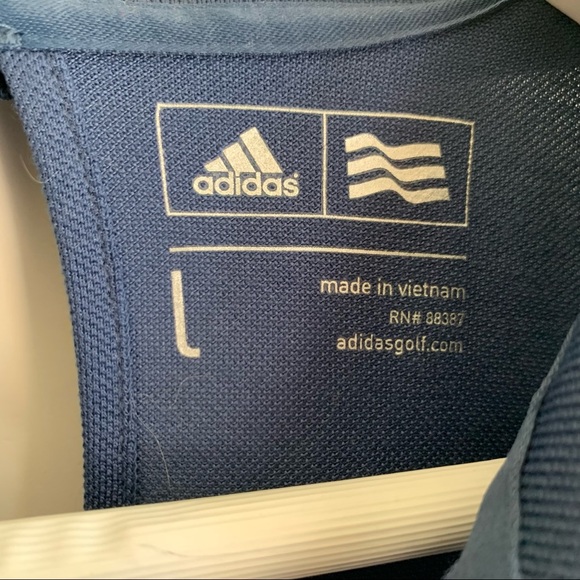 adidas
L
made in vietnam
RN# 88387
adidasgolf.com